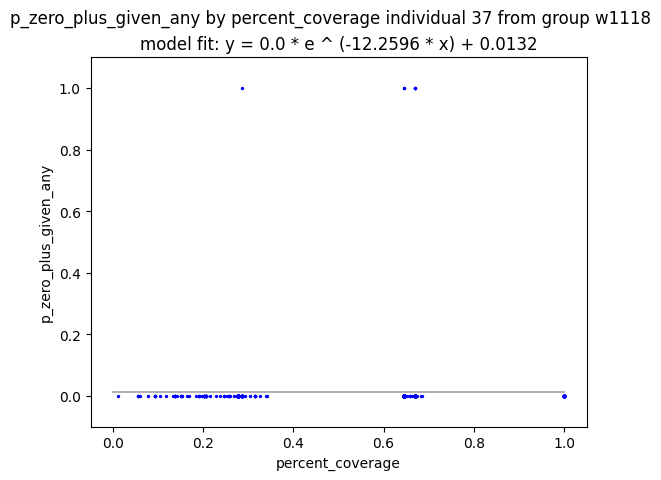 p_zero_plus_given_any by percent_coverage individual 37 from group w1118
model fit: y = 0.0 * e ^ (-12.2596 * x) + 0.0132
1.0
0.8
0.6
0.4
0.2
0.0
p_zero_plus_given_any
0.0 0.2 0.4 0.6 0.8 1.0
percent_coverage